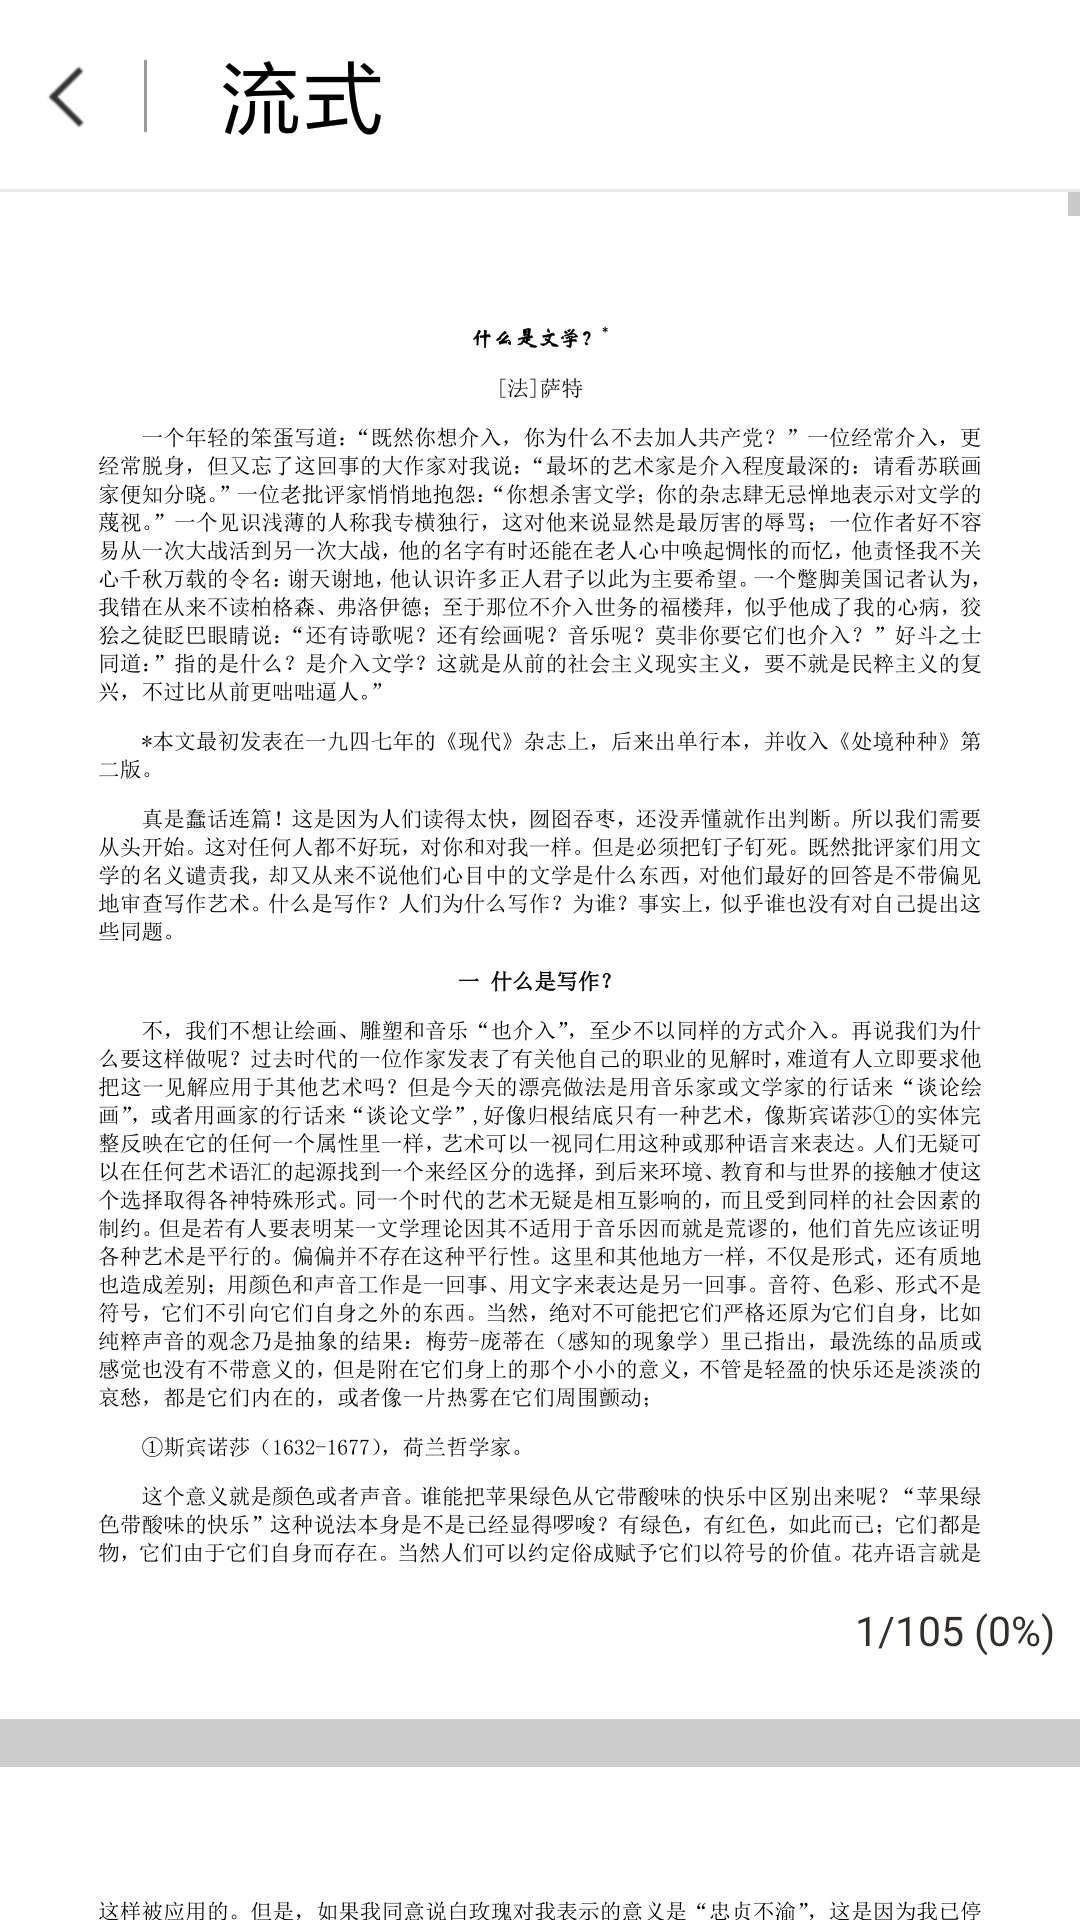 流式
什么是文学？*
[法]萨特
一个年轻的笨蛋写道：“既然你想介入，你为什么不去加人共产党？”一位经常介入，更
经常脱身，但又忘了这回事的大作家对我说：“最坏的艺术家是介入程度最深的：请看苏联画
家便知分晓。”一位老批评家悄悄地抱怨：“你想杀害文学；你的杂志肆无忌惮地表示对文学的
蔑视。”一个见识浅薄的人称我专横独行，这对他来说显然是最厉害的辱骂；一位作者好不容
易从一次大战活到另一次大战，他的名字有时还能在老人心中唤起惆怅的而忆，他责怪我不关
心千秋万载的令名：谢天谢地，他认识许多正人君子以此为主要希望。一个蹩脚美国记者认为，
我错在从来不读柏格森、弗洛伊德；至于那位不介入世务的福楼拜，似乎他成了我的心病，狡
狯之徒眨巴眼睛说：“还有诗歌呢？还有绘画呢？音乐呢？莫非你要它们也介入？”好斗之士
同道：”指的是什么？是介入文学？这就是从前的社会主义现实主义，要不就是民粹主义的复
兴，不过比从前更咄咄逼人。”
*本文最初发表在一九四七年的《现代》杂志上，后来出单行本，并收入《处境种种》第
二版。
真是蠢话连篇！这是因为人们读得太快，囫囵吞枣，还没弄懂就作出判断。所以我们需要
从头开始。这对任何人都不好玩，对你和对我一样。但是必须把钉子钉死。既然批评家们用文
学的名义谴责我，却又从来不说他们心目中的文学是什么东西，对他们最好的回答是不带偏见
地审查写作艺术。什么是写作？人们为什么写作？为谁？事实上，似乎谁也没有对自己提出这
些同题。
一 什么是写作？
不，我们不想让绘画、雕塑和音乐“也介入”，至少不以同样的方式介入。再说我们为什
么要这样做呢？过去时代的一位作家发表了有关他自己的职业的见解时，难道有人立即要求他
把这一见解应用于其他艺术吗？但是今天的漂亮做法是用音乐家或文学家的行话来“谈论绘
画”，或者用画家的行话来“谈论文学”,好像归根结底只有一种艺术，像斯宾诺莎①的实体完
整反映在它的任何一个属性里一样，艺术可以一视同仁用这种或那种语言来表达。人们无疑可
以在任何艺术语汇的起源找到一个来经区分的选择，到后来环境、教育和与世界的接触才使这
个选择取得各神特殊形式。同一个时代的艺术无疑是相互影响的，而且受到同样的社会因素的
制约。但是若有人要表明某一文学理论因其不适用于音乐因而就是荒谬的，他们首先应该证明
各种艺术是平行的。偏偏并不存在这种平行性。这里和其他地方一样，不仅是形式，还有质地
也造成差别；用颜色和声音工作是一回事、用文字来表达是另一回事。音符、色彩、形式不是
符号，它们不引向它们自身之外的东西。当然，绝对不可能把它们严格还原为它们自身，比如
纯粹声音的观念乃是抽象的结果：梅劳-庞蒂在（感知的现象学）里已指出，最洗练的品质或
感觉也没有不带意义的，但是附在它们身上的那个小小的意义，不管是轻盈的快乐还是淡淡的
哀愁，都是它们内在的，或者像一片热雾在它们周围颤动；
①斯宾诺莎（1632-1677），荷兰哲学家。
这个意义就是颜色或者声音。谁能把苹果绿色从它带酸味的快乐中区别出来呢？“苹果绿
色带酸味的快乐”这种说法本身是不是已经显得啰唆？有绿色，有红色，如此而已；它们都是
物，它们由于它们自身而存在。当然人们可以约定俗成赋予它们以符号的价值。花卉语言就是
1/105 (0%)
这样被应用的。但是，如果我同意说白玫瑰对我表示的意义是“忠贞不渝”，这是因为我已停